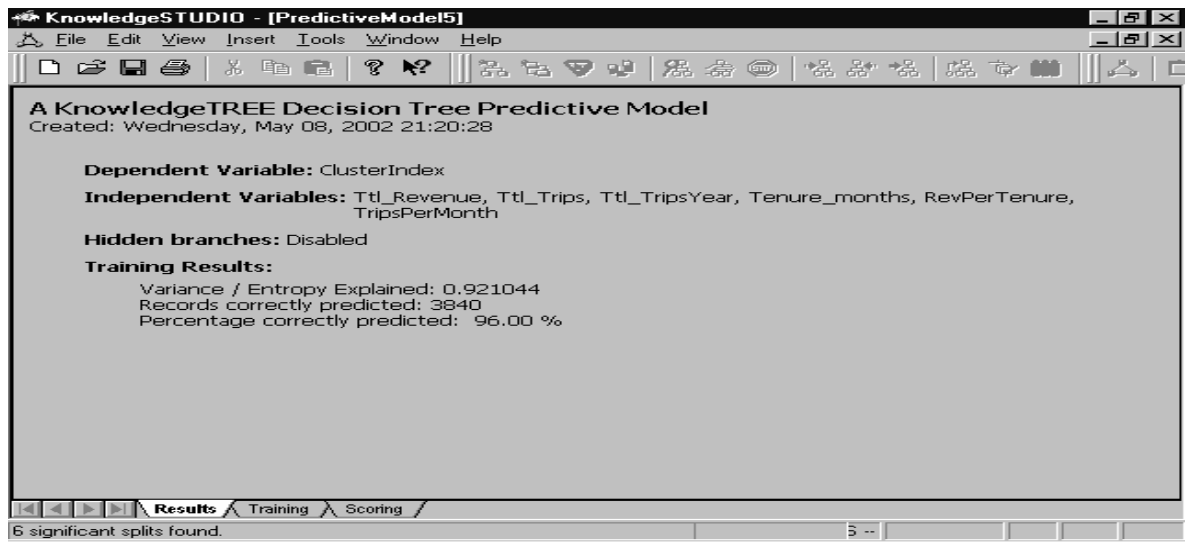 KnowledgeSTUDIO - [PredictiveModel5]
File Edit View Insert Tools Window Help
A KnowledgeTREE Decision Tree Predictive Model
Created: Wednesday, May 08, 2002 21:20:28
Dependent Variable: ClusterIndex
Independent Variables: Ttl_Revenue, Ttl_Trips, Ttl_TripsYear, Tenure_months, RevPerTenure,
TripsPerMonth
Hidden branches: Disabled
Training Results:
Variance / Entropy Explained: 0.921044
Records correctly predicted: 3840
Percentage correctly predicted: 96.00 %
Results Training Scoring
6 significant splits found.